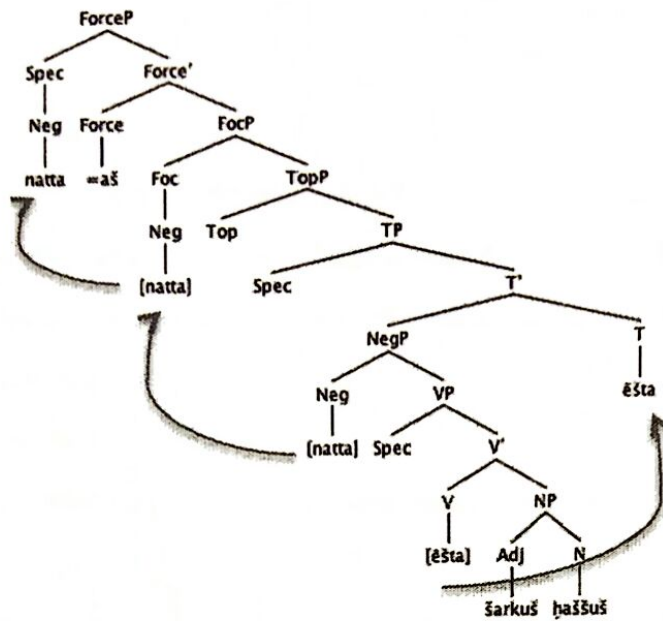 ForceP
Spec Force'
Neg Force FocP
natta =aš Foc TopP
Neg Top TP
[natta] Spec T'
NegP T
Neg VP ēšta
[natta] Spec V'
V NP
[ēšta] Adj N
šarkuš ḫaššuš